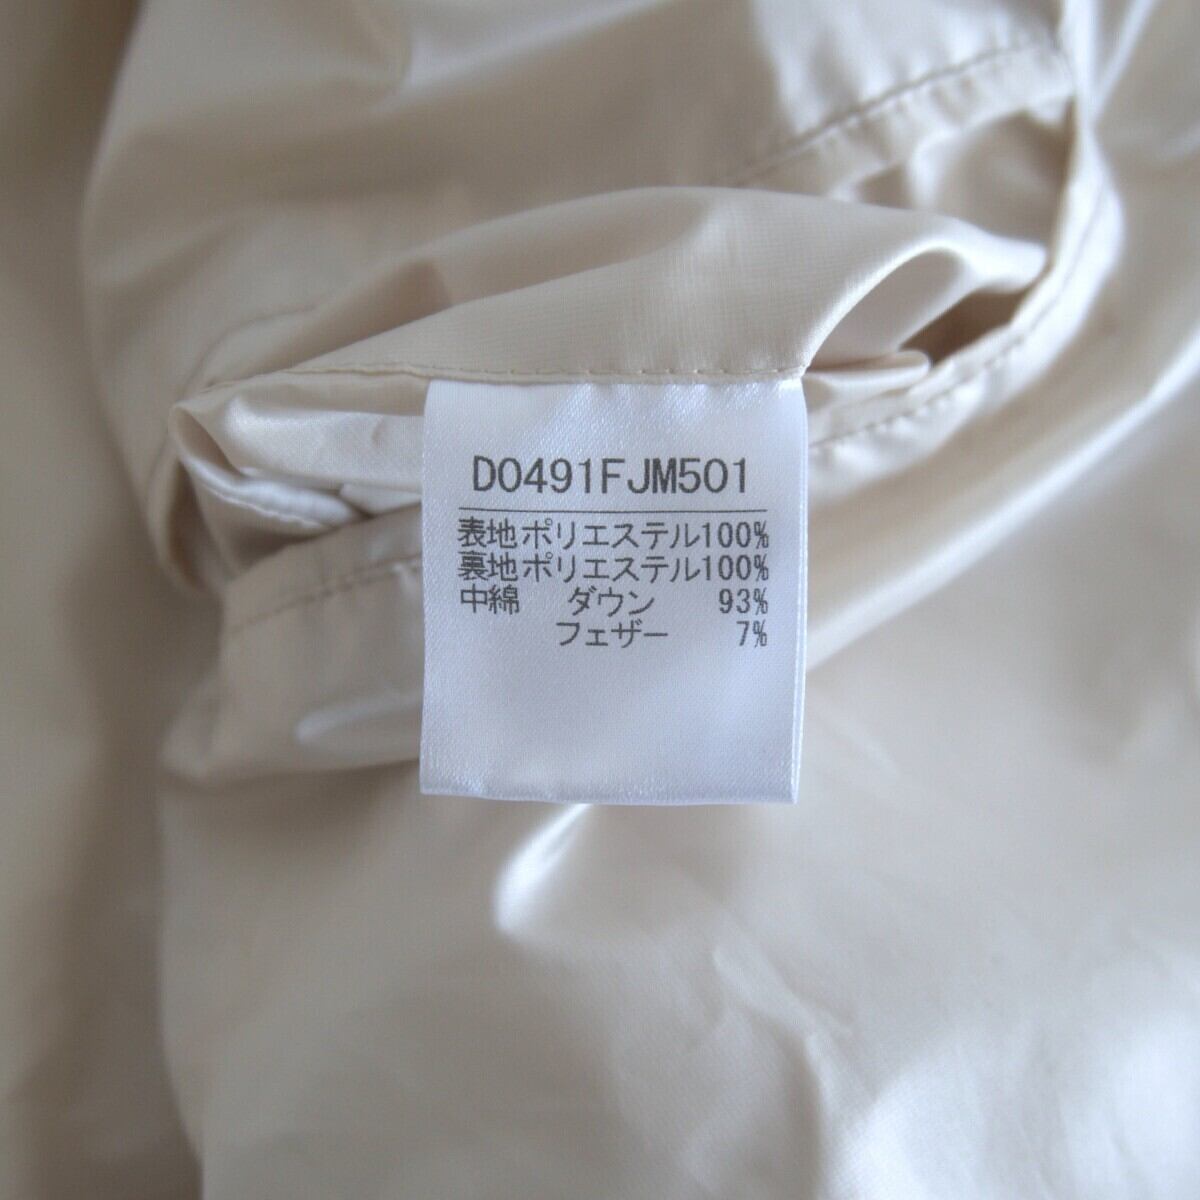 D0491FJM501
表地ポリエステル100%
裏地ポリエステル100%
中綿 ダウン 93%
フェザー 7%